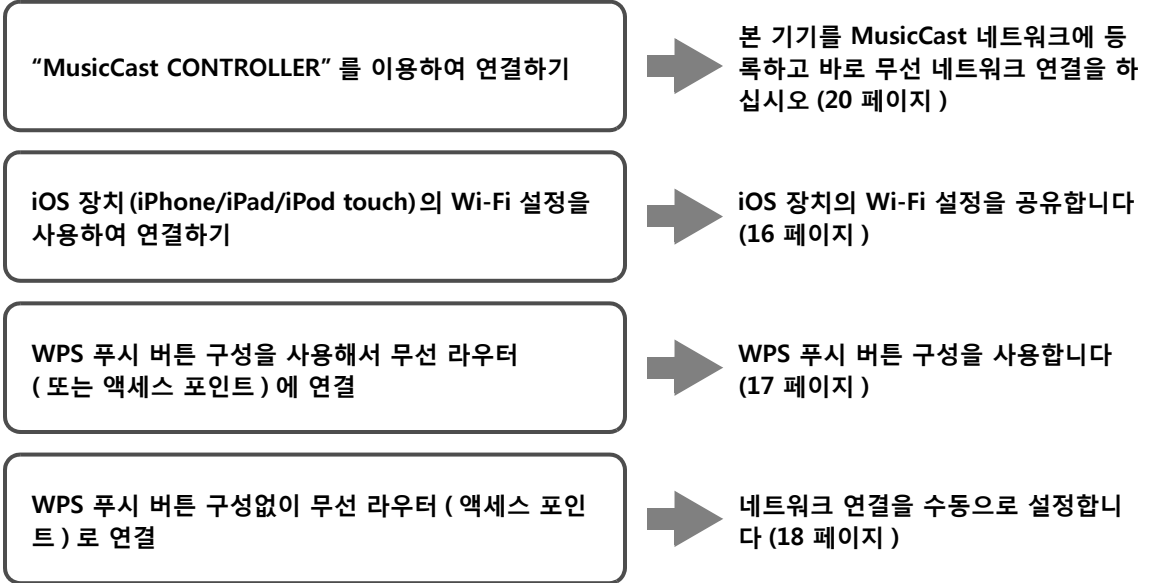 “MusicCast CONTROLLER” 를 이용하여 연결하기
본 기기를 MusicCast 네트워크에 등
록하고 바로 무선 네트워크 연결을 하
십시오 (20 페이지 )
iOS 장치 (iPhone/iPad/iPod touch) 의 Wi-Fi 설정을
사용하여 연결하기
iOS 장치의 Wi-Fi 설정을 공유합니다
(16 페이지 )
WPS 푸시 버튼 구성을 사용해서 무선 라우터
( 또는 액세스 포인트 ) 에 연결
WPS 푸시 버튼 구성을 사용합니다
(17 페이지 )
WPS 푸시 버튼 구성없이 무선 라우터 ( 액세스 포인
트 ) 로 연결
네트워크 연결을 수동으로 설정합니
다 (18 페이지 )